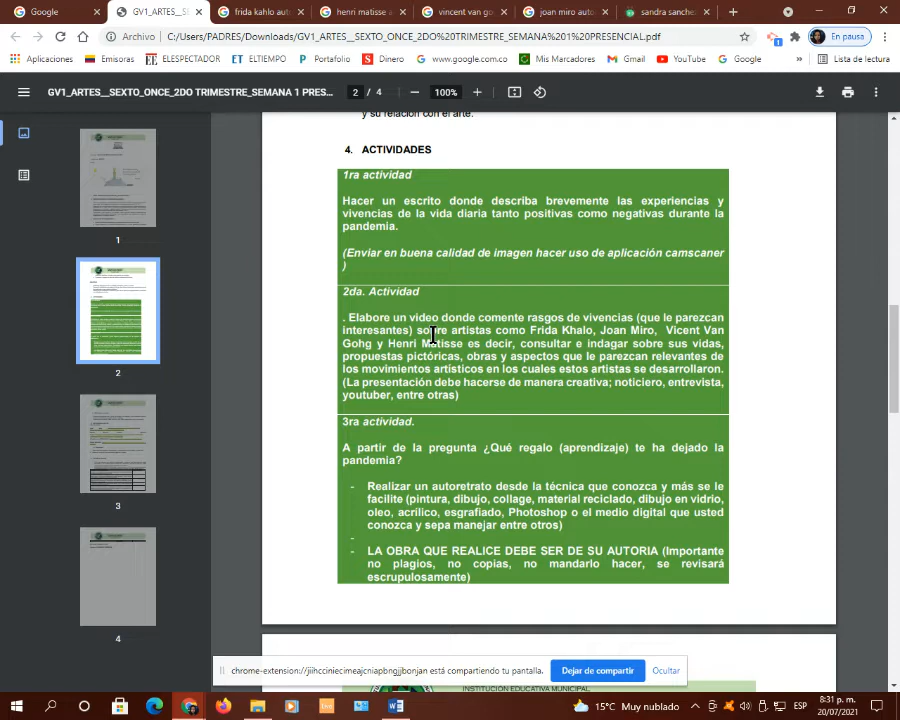 Google
GV1_ARTES__S
frida kahlo aut
henri matisse a
vincent van go
joan miro auto
sandra sanche
Archivo
C:/Users/PADRES/Downloads/GV1_ARTES__SEXTO_ONCE_2DO%20TRIMESTRE_SEMANA%201%20PRESENCIAL.pdf
1
En pausa
Aplicaciones
Emisoras
ELESPECTADOR
ELTIEMPO
Portafolio
Dinero
www.google.com.co
Mis Marcadores
Gmail
YouTube
Google
»
Lista de lectura
GV1_ARTES__SEXTO_ONCE_2DO TRIMESTRE_SEMANA 1 PRES...
2 / 4
100%
1
2
3
4
y su relación con el arte.
4. ACTIVIDADES
1ra actividad
Hacer un escrito donde describa brevemente las experiencias y
vivencias de la vida diaria tanto positivas como negativas durante la
pandemia.
(Enviar en buena calidad de imagen hacer uso de aplicación camscaner
)
2da. Actividad
. Elabore un video donde comente rasgos de vivencias (que le parezcan
interesantes) sobre artistas como Frida Khalo, Joan Miro, Vicent Van
Gohg y Henri Matisse es decir, consultar e indagar sobre sus vidas,
propuestas pictóricas, obras y aspectos que le parezcan relevantes de
los movimientos artísticos en los cuales estos artistas se desarrollaron.
(La presentación debe hacerse de manera creativa; noticiero, entrevista,
youtuber, entre otras)
3ra actividad.
A partir de la pregunta ¿Qué regalo (aprendizaje) te ha dejado la
pandemia?
- Realizar un autoretrato desde la técnica que conozca y más se le
facilite (pintura, dibujo, collage, material reciclado, dibujo en vidrio,
oleo, acrílico, esgrafiado, Photoshop o el medio digital que usted
conozca y sepa manejar entre otros)
-
- LA OBRA QUE REALICE DEBE SER DE SU AUTORIA (Importante
no plagios, no copias, no mandarlo hacer, se revisará
escrupulosamente)
chrome-extension://jiihcciniecimeajcniapbngjjbonjan está compartiendo tu pantalla.
Dejar de compartir
Ocultar
INSTITUCIÓN EDUCATIVA MUNICIPAL
15°C Muy nublado
ESP
8:31 p. m.
20/07/2021